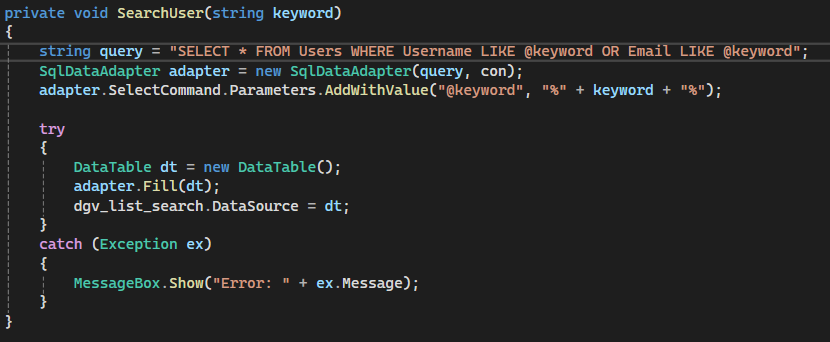 private void SearchUser(string keyword)
{
string query = "SELECT * FROM Users WHERE Username LIKE @keyword OR Email LIKE @keyword";
SqlDataAdapter adapter = new SqlDataAdapter(query, con);
adapter.SelectCommand.Parameters.AddWithValue("@keyword", "%" + keyword + "%");
try
{
DataTable dt = new DataTable();
adapter.Fill(dt);
dgv_list_search.DataSource = dt;
}
catch (Exception ex)
{
MessageBox.Show("Error: " + ex.Message);
}
}